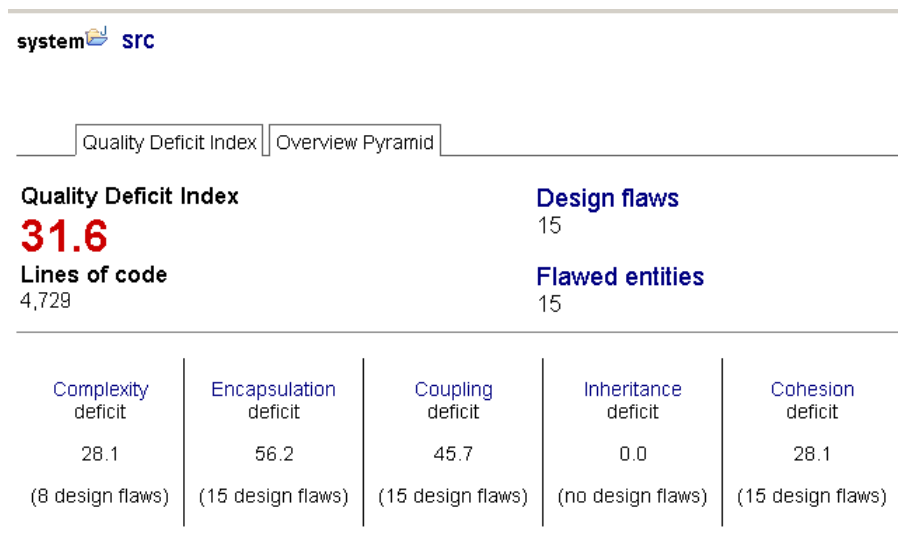 system src
Quality Deficit Index Overview Pyramid
Quality Deficit Index
31.6
Lines of code
4,729
Design flaws
15
Flawed entities
15
Complexity
deficit
28.1
(8 design flaws)
Encapsulation
deficit
56.2
(15 design flaws)
Coupling
deficit
45.7
(15 design flaws)
Inheritance
deficit
0.0
(no design flaws)
Cohesion
deficit
28.1
(15 design flaws)